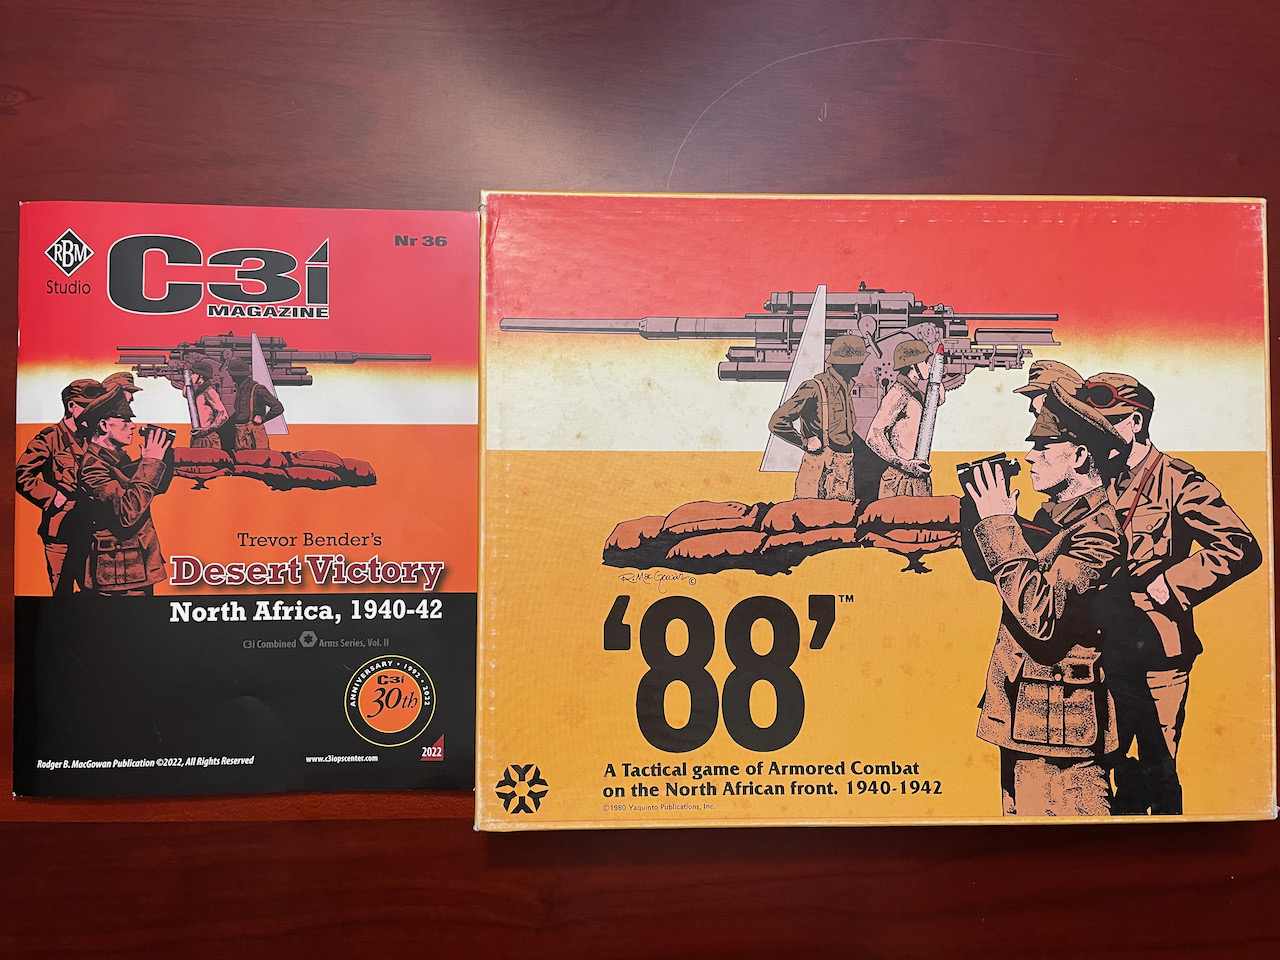 RBM
Studio
C3i
MAGAZINE
Nr 36
Trevor Bender's
Desert Victory
North Africa, 1940-42
C3i Combined Arms Series, Vol. II
ANNIVERSARY • 1992 • 2022
C3i
30th
2022
Rodger B. MacGowan Publication ©2022, All Rights Reserved
www.c3iopscenter.com
R. MacGowan ©
‘88’™
A Tactical game of Armored Combat
on the North African front. 1940-1942
©1980 Yaquinto Publications, Inc.